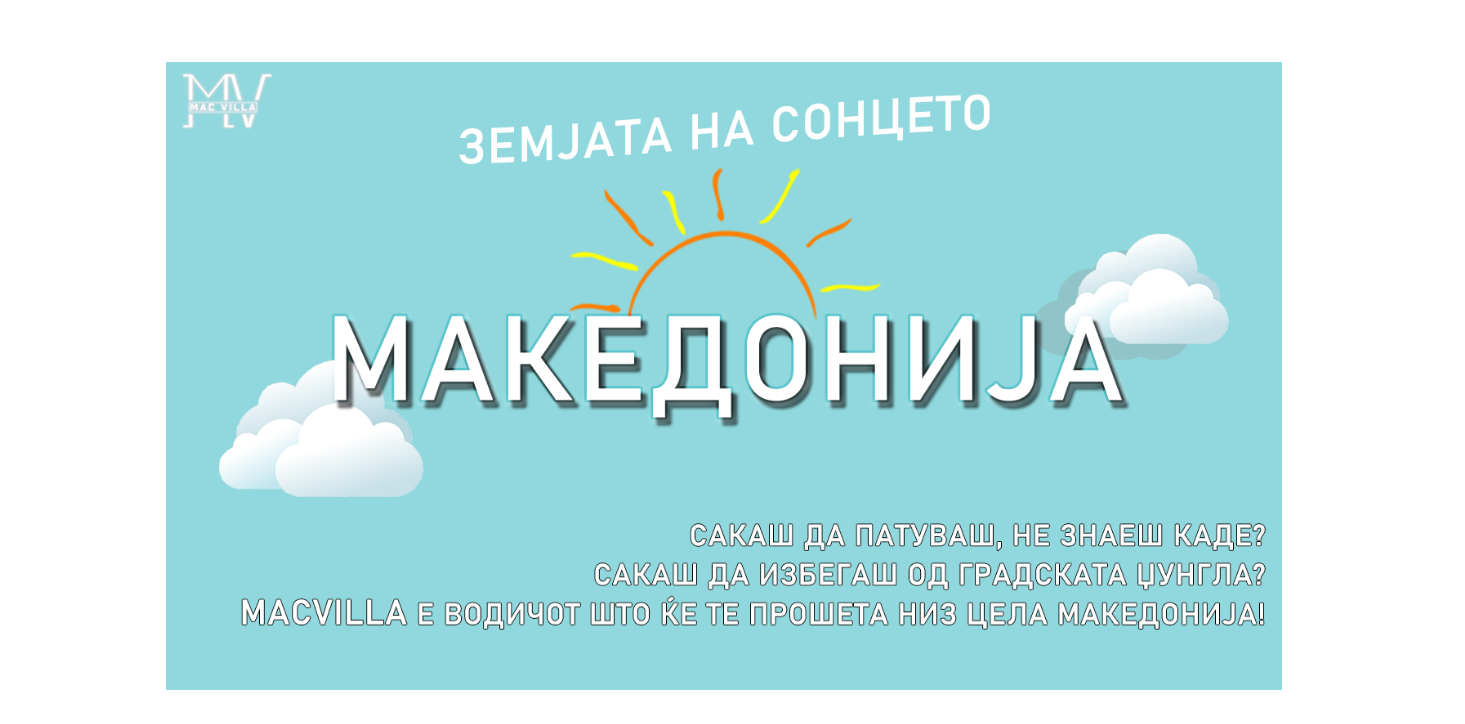 MV
MAC VILLA
ЗЕМЈАТА НА СОНЦЕТО
МАКЕДОНИЈА
САКАШ ДА ПАТУВАШ, НЕ ЗНАЕШ КАДЕ?
САКАШ ДА ИЗБЕГАШ ОД ГРАДСКАТА ЏУНГЛА?
MACVILLA Е ВОДИЧОТ ШТО ЌЕ ТЕ ПРОШЕТА НИЗ ЦЕЛА МАКЕДОНИЈА!